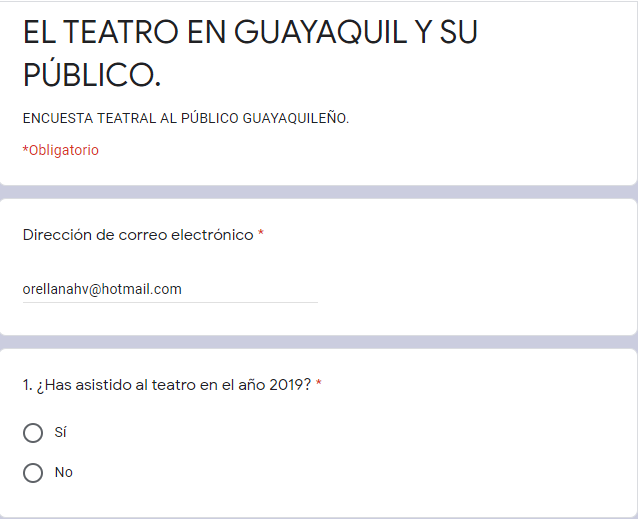 EL TEATRO EN GUAYAQUIL Y SU
PÚBLICO.
ENCUESTA TEATRAL AL PÚBLICO GUAYAQUILEÑO.
*Obligatorio
Dirección de correo electrónico *
orellanahv@hotmail.com
1. ¿Has asistido al teatro en el año 2019? *
Sí
No